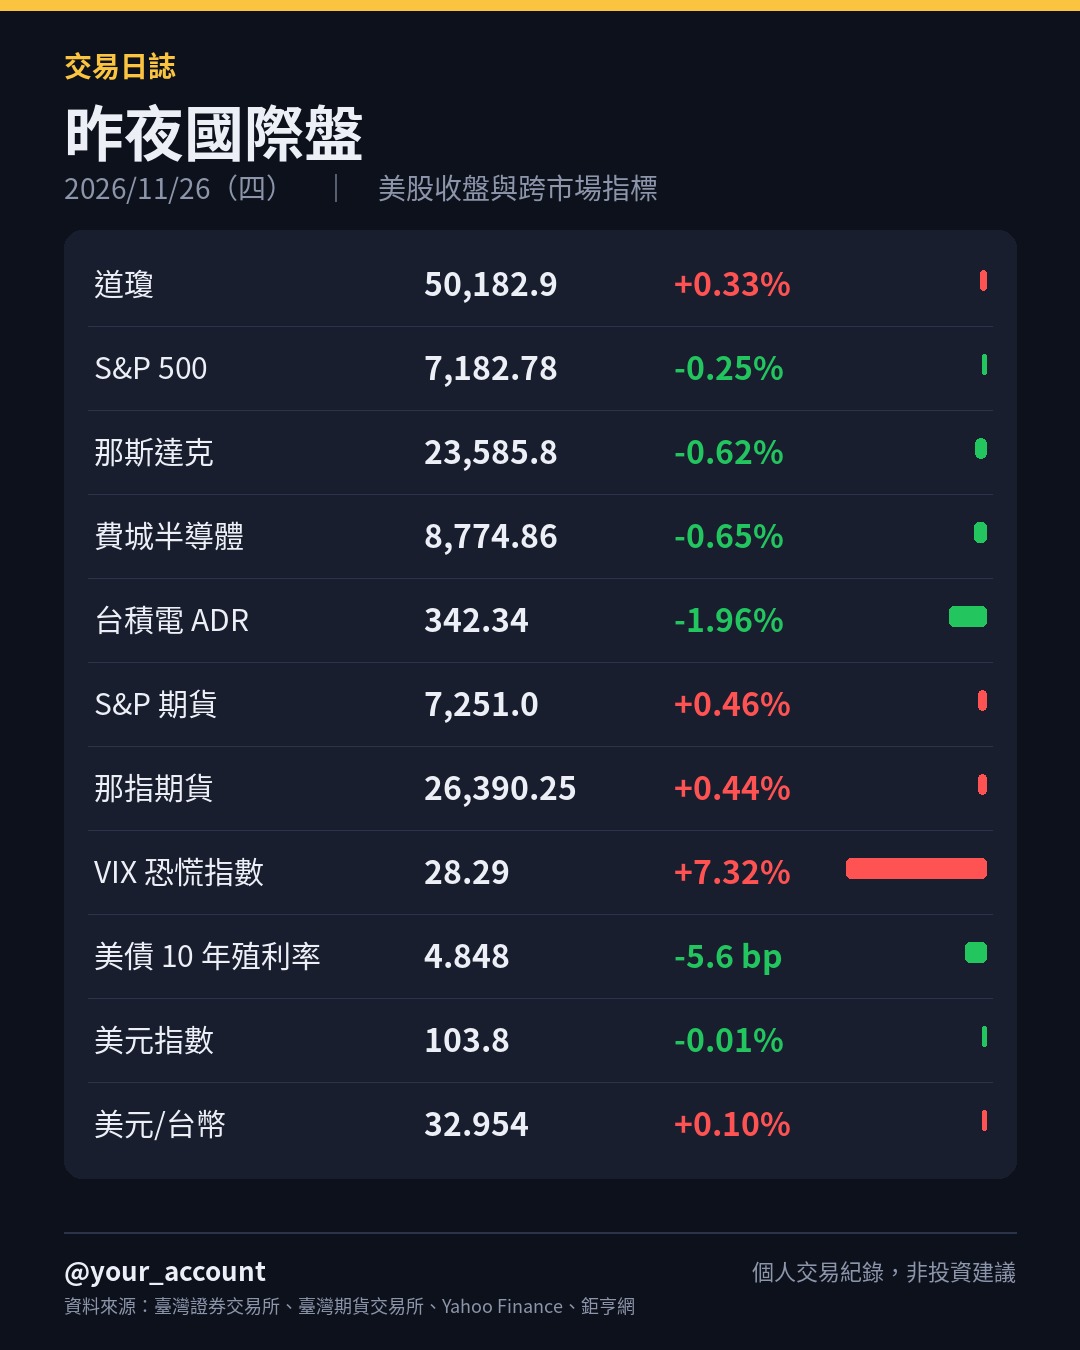 交易日誌
昨夜國際盤
2026/11/26（四） ｜ 美股收盤與跨市場指標
道瓊 50,182.9 +0.33%
S&P 500 7,182.78 -0.25%
那斯達克 23,585.8 -0.62%
費城半導體 8,774.86 -0.65%
台積電 ADR 342.34 -1.96%
S&P 期貨 7,251.0 +0.46%
那指期貨 26,390.25 +0.44%
VIX 恐慌指數 28.29 +7.32%
美債 10 年殖利率 4.848 -5.6 bp
美元指數 103.8 -0.01%
美元/台幣 32.954 +0.10%
@your_account 個人交易紀錄，非投資建議
資料來源：臺灣證券交易所、臺灣期貨交易所、Yahoo Finance、鉅亨網